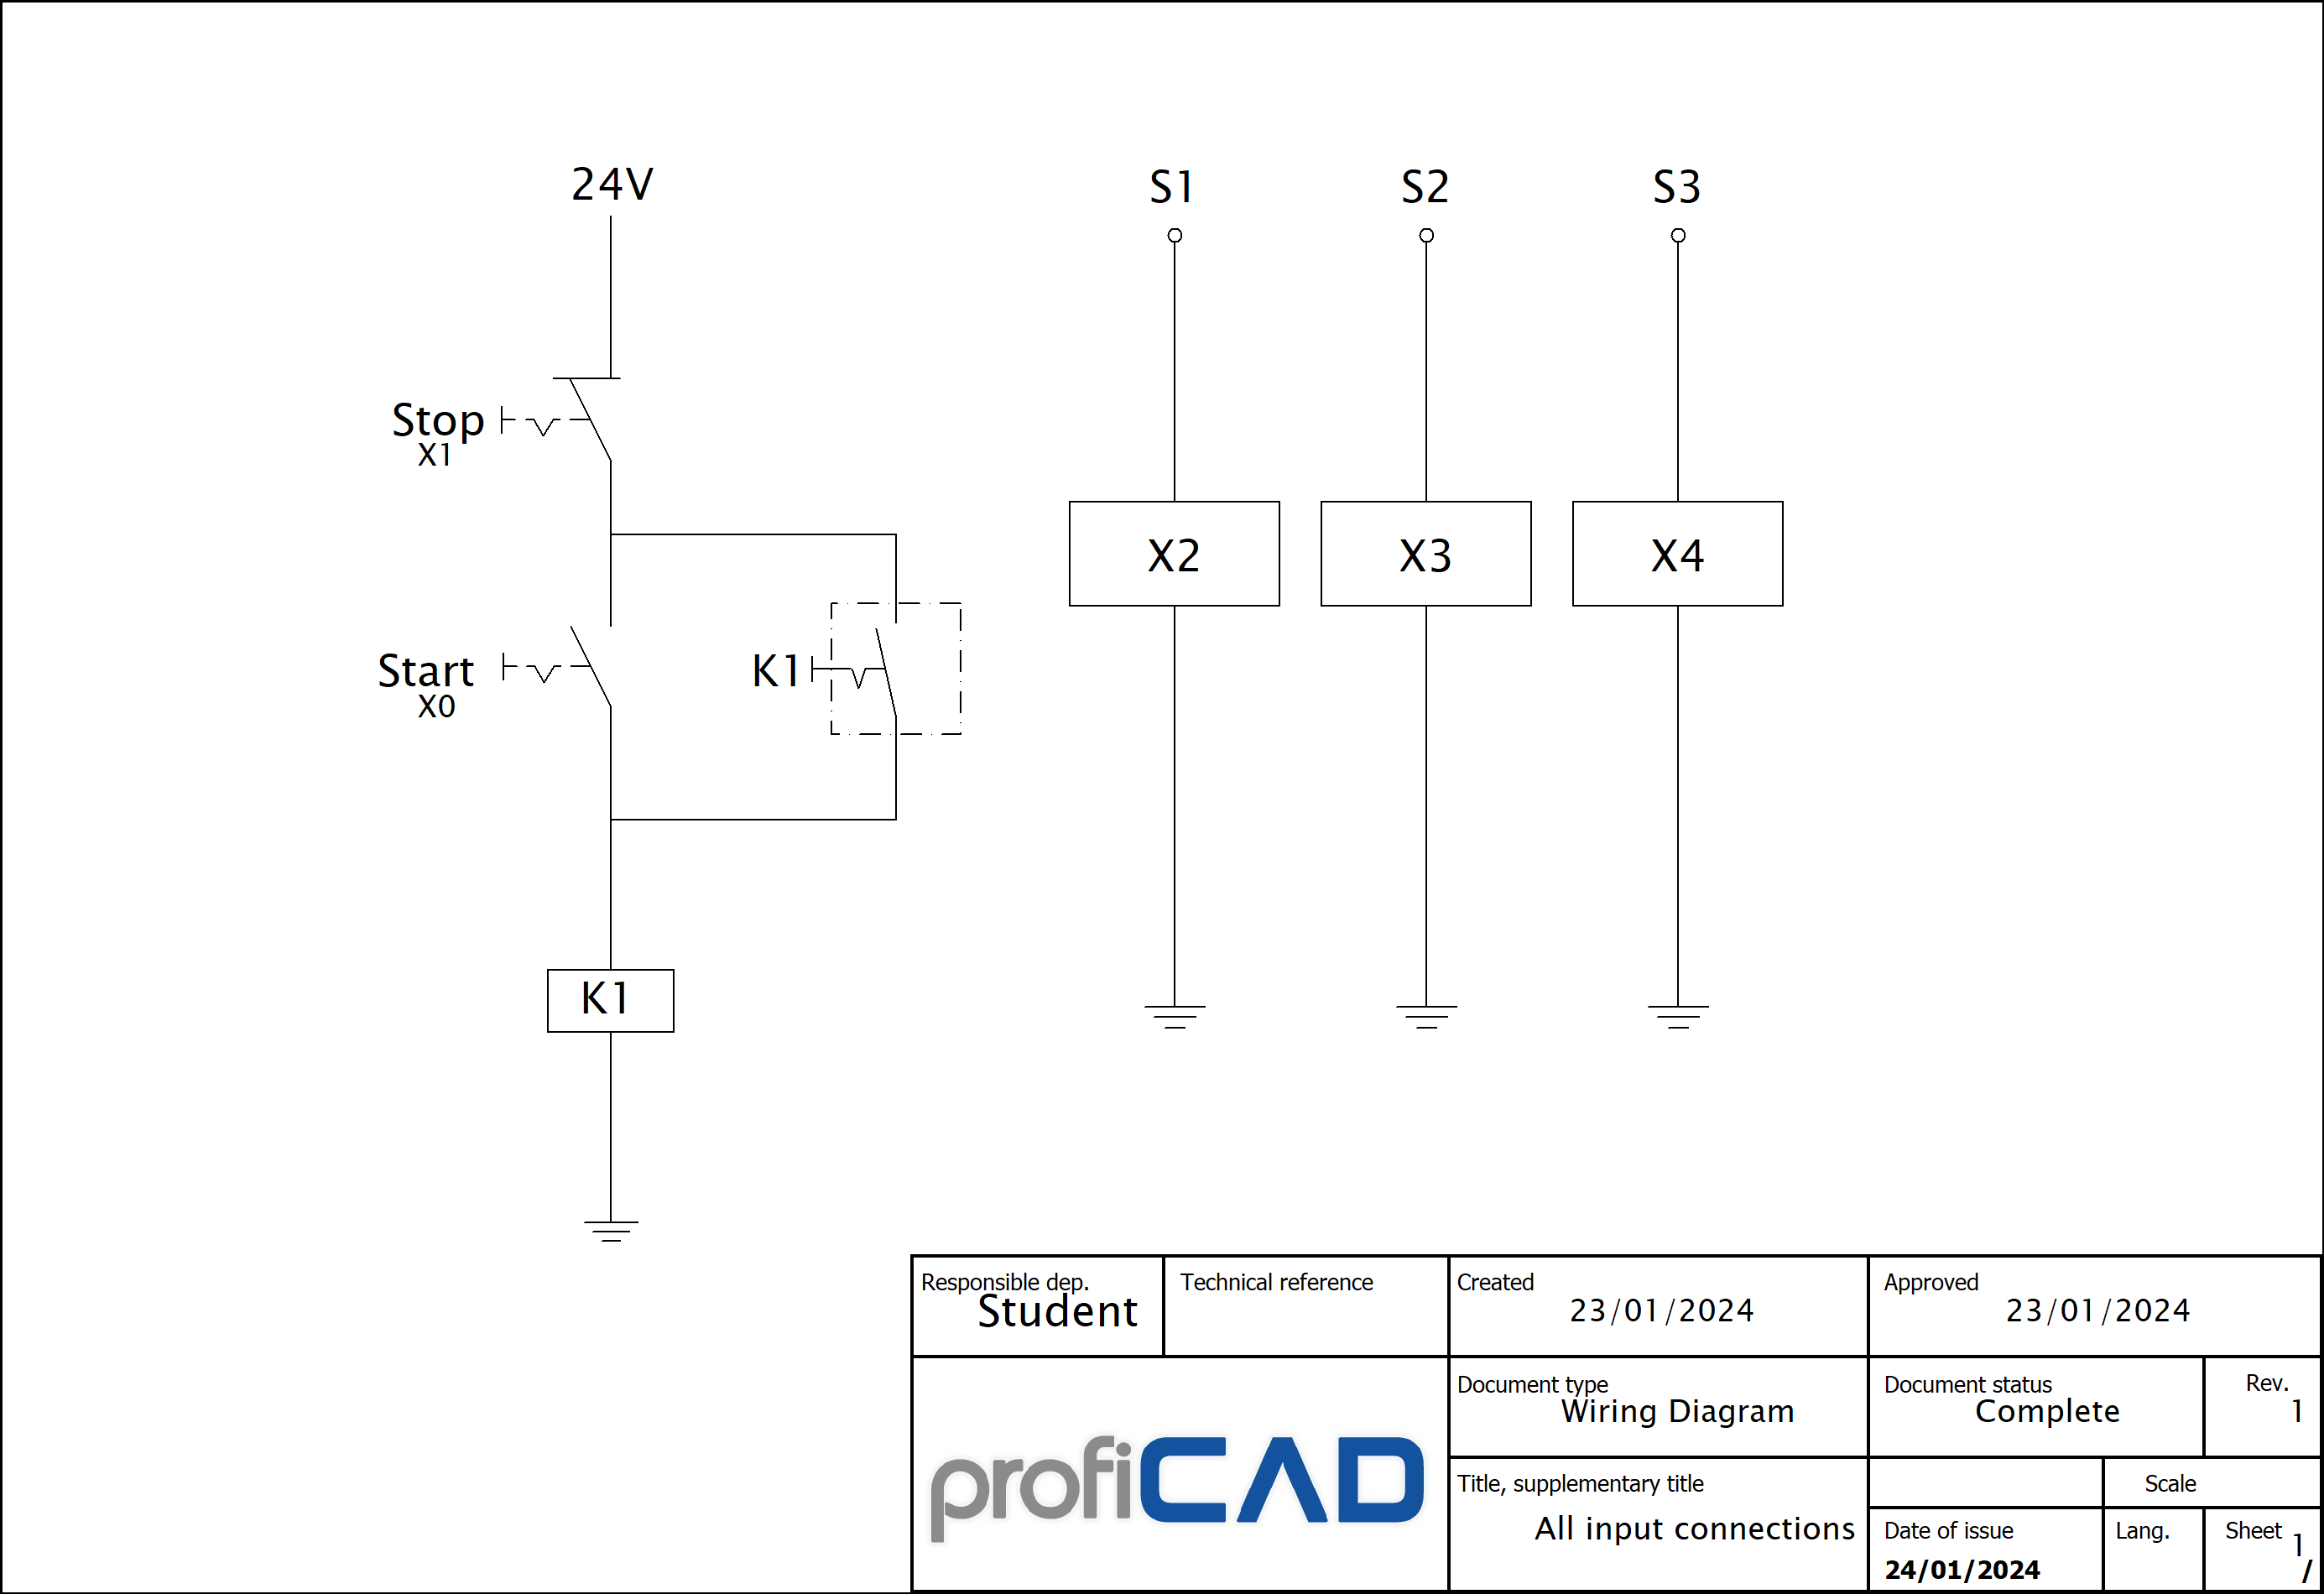 24V
S1 S2 S3
Stop
X1
X2 X3 X4
Start
X0
K1
K1
Responsible dep.
Student
Technical reference
Created
23/01/2024
Approved
23/01/2024
Document type
Wiring Diagram
Document status
Complete
Rev.
1
profiCAD
Title, supplementary title
All input connections
Scale
Date of issue
24/01/2024
Lang.
Sheet 1
/